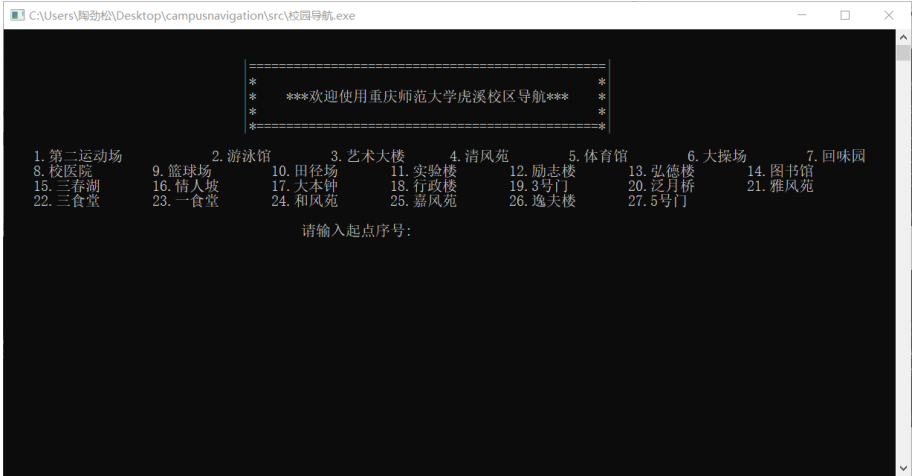 C:\Users\陶劲松\Desktop\campusnavigation\src\校园导航.exe
|================================================|
|* *|
|* ***欢迎使用重庆师范大学虎溪校区导航*** *|
|* *|
|*==============================================*|
1.第二运动场 2.游泳馆 3.艺术大楼 4.清风苑 5.体育馆 6.大操场 7.回味园
8.校医院 9.篮球场 10.田径场 11.实验楼 12.励志楼 13.弘德楼 14.图书馆
15.三春湖 16.情人坡 17.大本钟 18.行政楼 19.3号门 20.泛月桥 21.雅风苑
22.三食堂 23.一食堂 24.和风苑 25.嘉风苑 26.逸夫楼 27.5号门
请输入起点序号: